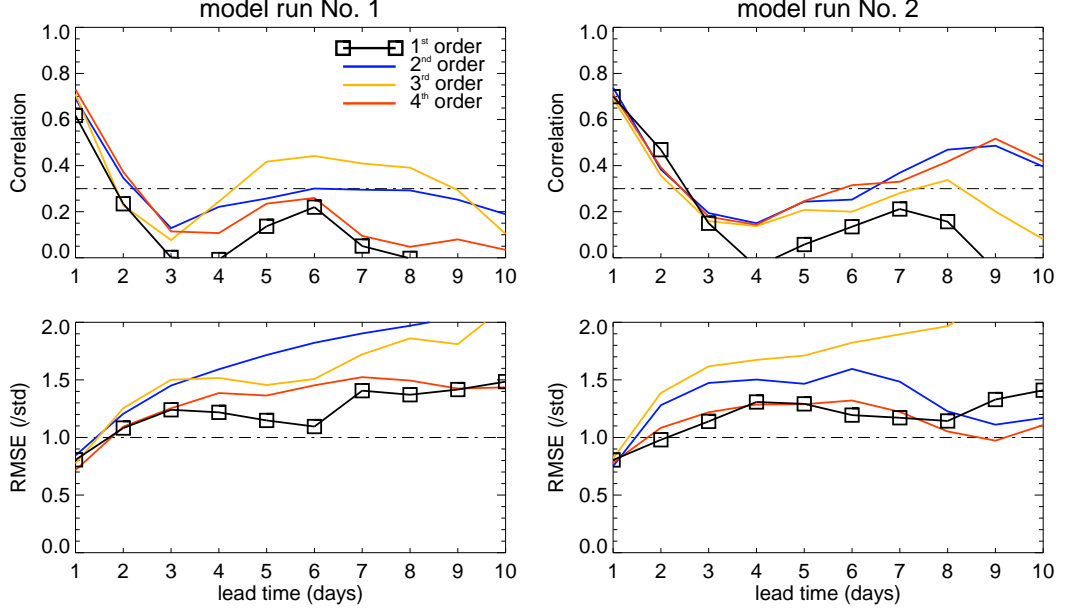 model run No. 1
model run No. 2
1.0
0.8
0.6
0.4
0.2
0.0
Correlation
1st order
2nd order
3rd order
4th order
1 2 3 4 5 6 7 8 9 10
1.0
0.8
0.6
0.4
0.2
0.0
Correlation
1 2 3 4 5 6 7 8 9 10
2.0
1.5
1.0
0.5
0.0
RMSE (/std)
1 2 3 4 5 6 7 8 9 10
lead time (days)
2.0
1.5
1.0
0.5
0.0
RMSE (/std)
1 2 3 4 5 6 7 8 9 10
lead time (days)